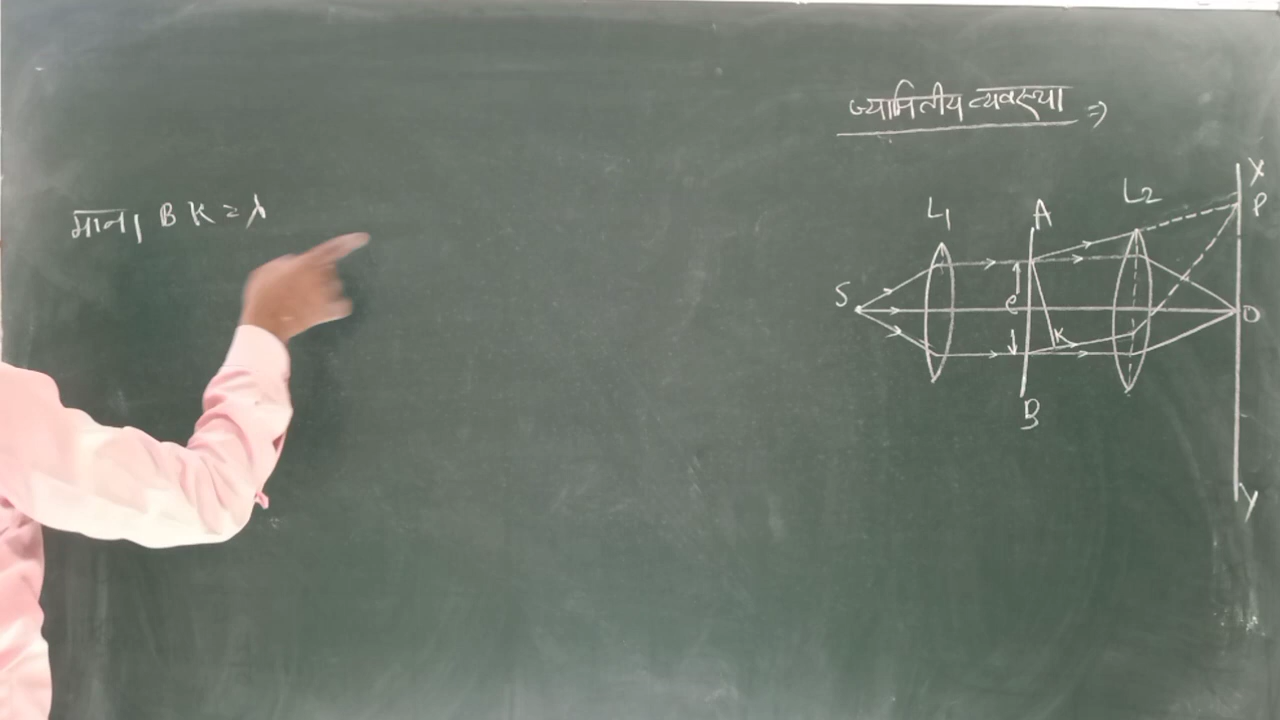 ज्यामितीय व्यवस्था ⇒
माना BK = λ
X
P
L₂
L₁
A
S
e
K
O
B
Y